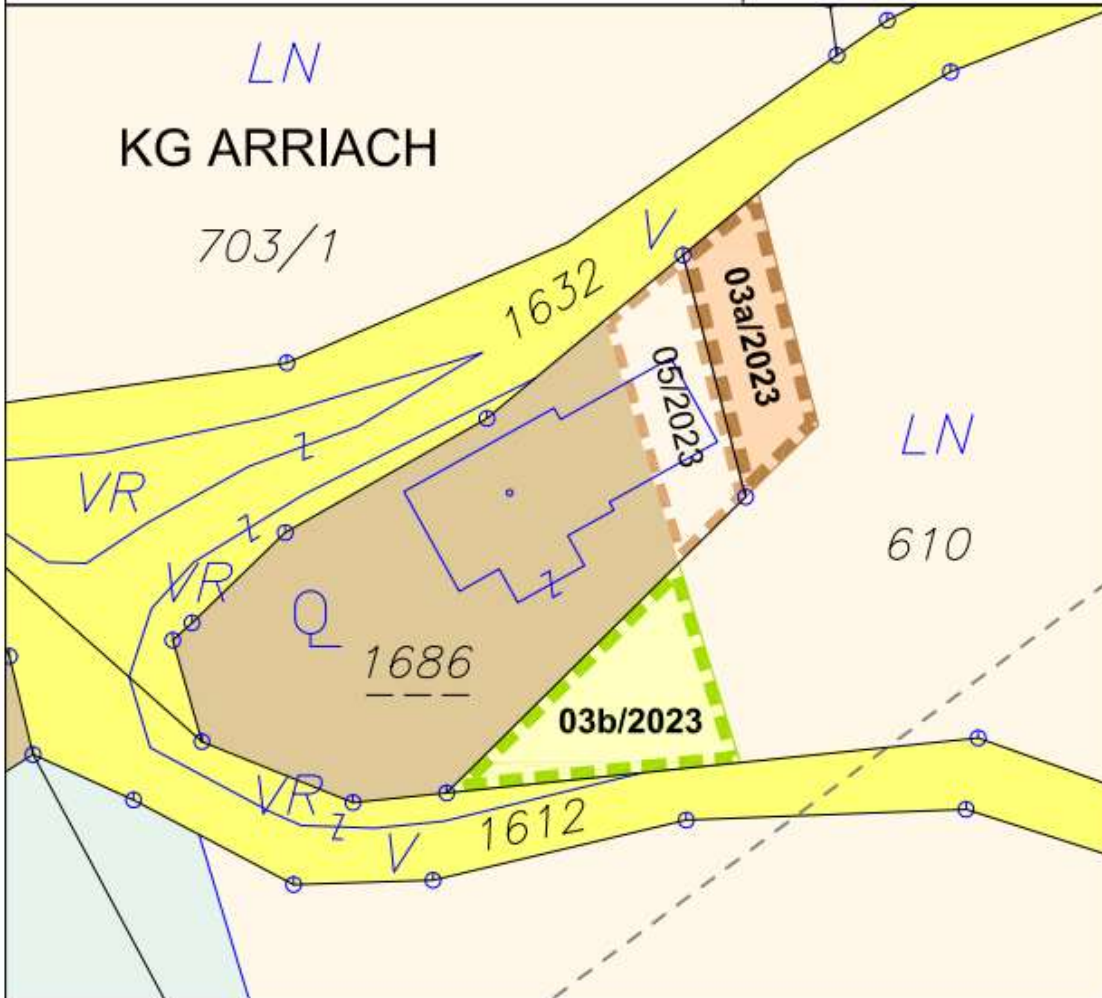 LN
KG ARRIACH
703/1
V
1632
03a/2023
05/2023
LN
VR
z
z
610
VR
z
1686
03b/2023
VR
z
V
1612